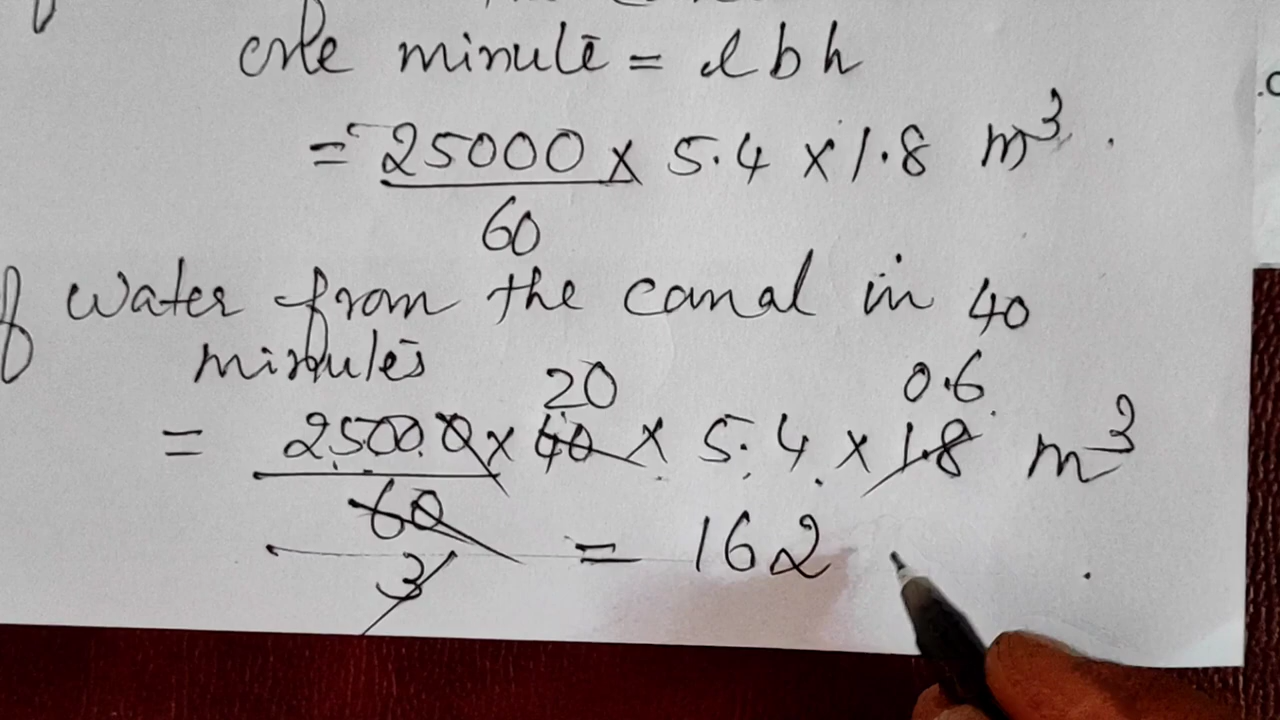 one minute = l b h
= 25000 × 5.4 × 1.8 m³.
60
of water from the canal in 40
minutes
20 0.6
= 25000 × 40 × 5.4 × 1.8 m³
60
3
= 162